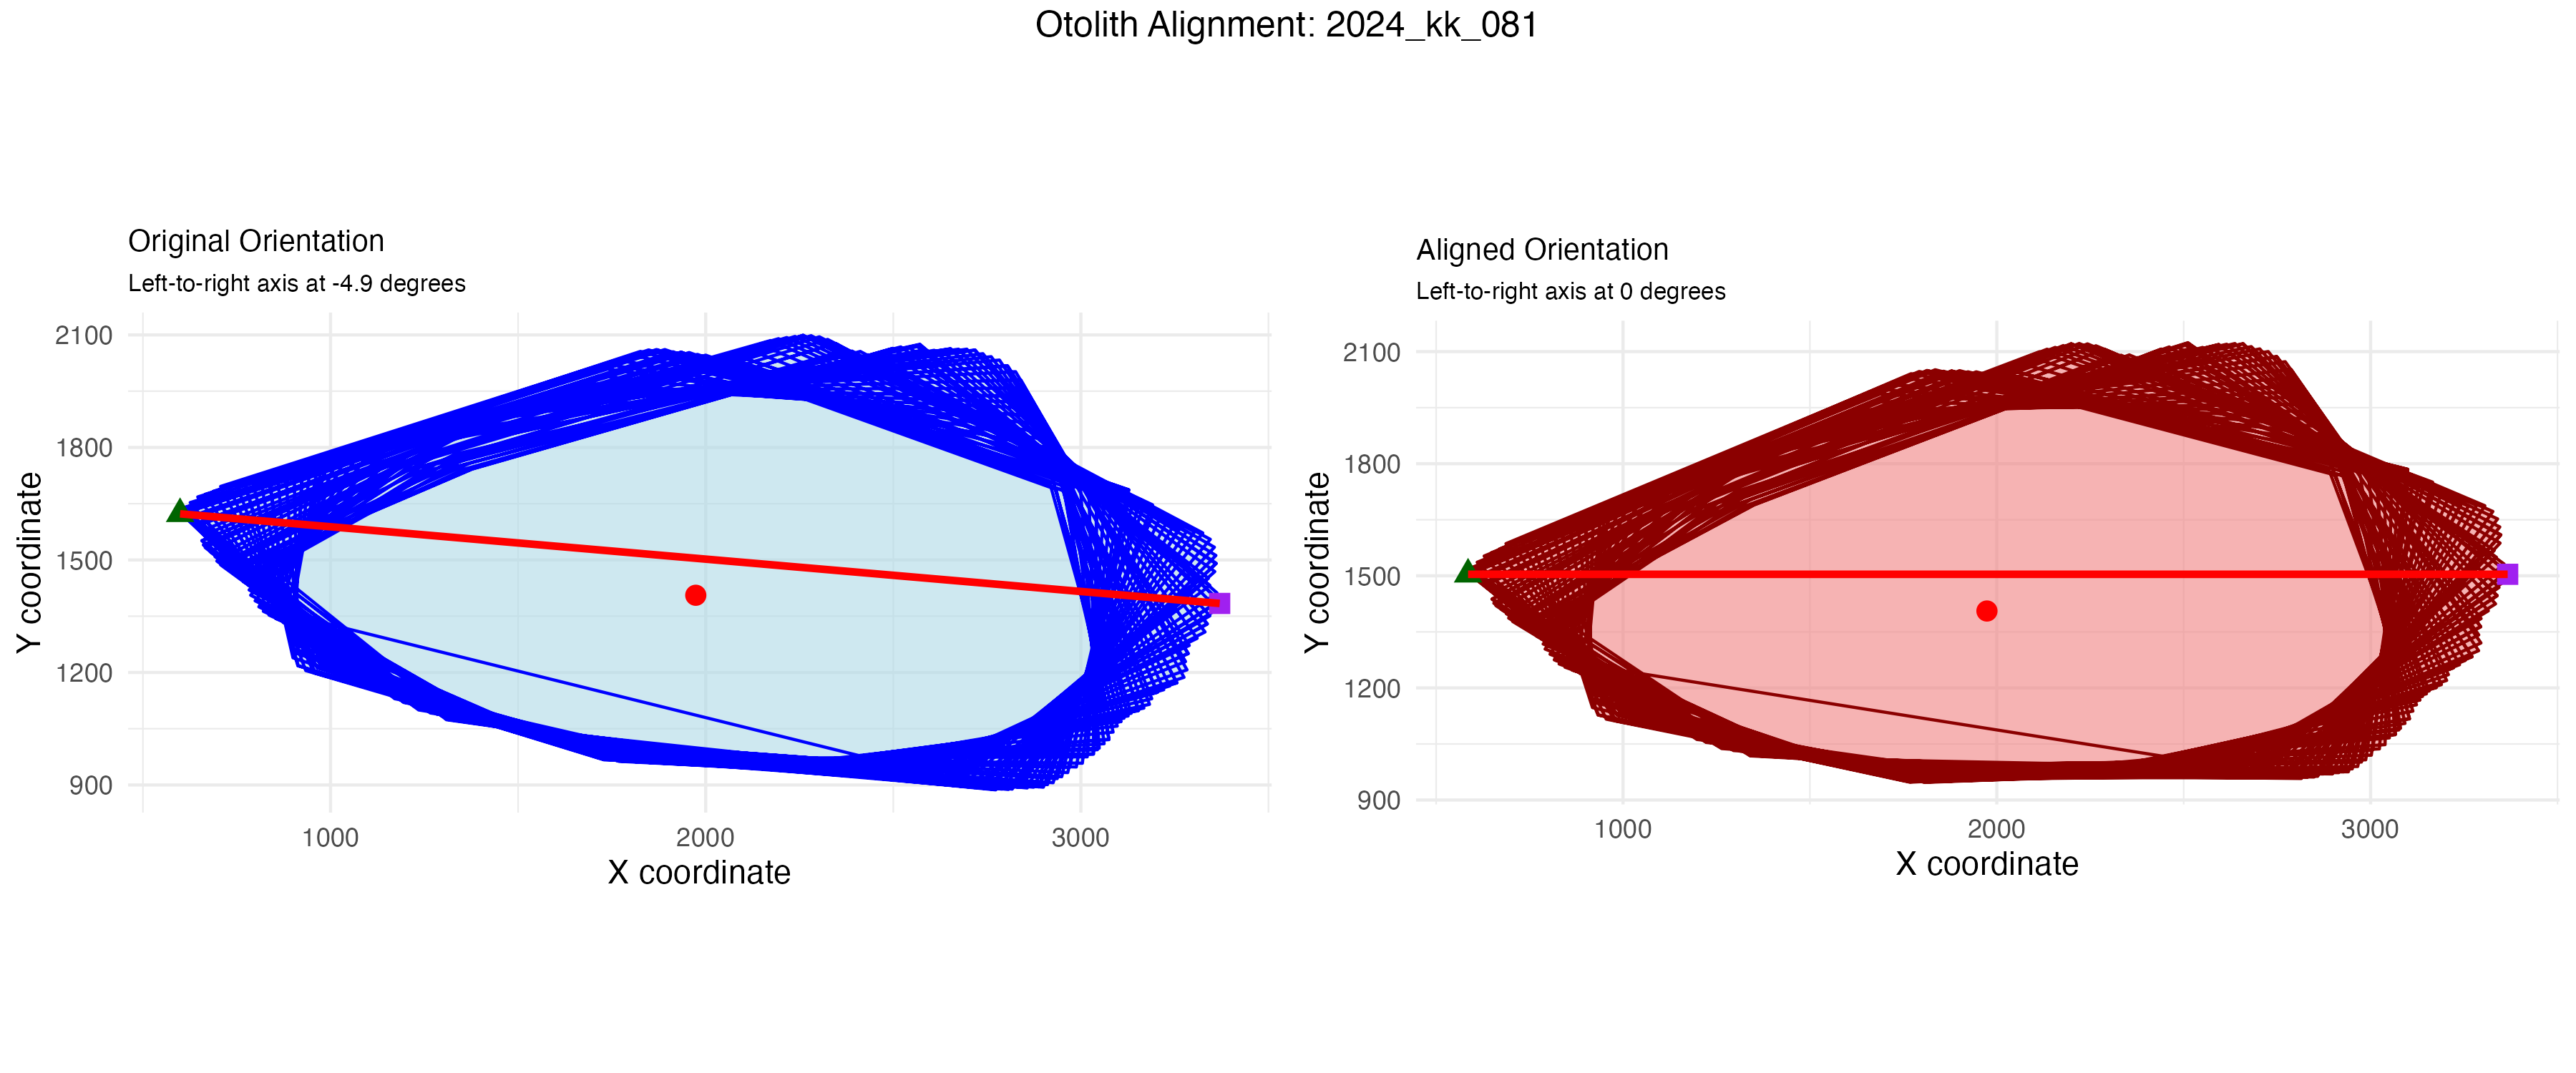 Otolith Alignment: 2024_kk_081
Original Orientation
Left-to-right axis at -4.9 degrees
2100
1800
1500
1200
900
Y coordinate
1000
2000
3000
X coordinate
Aligned Orientation
Left-to-right axis at 0 degrees
2100
1800
1500
1200
900
Y coordinate
1000
2000
3000
X coordinate